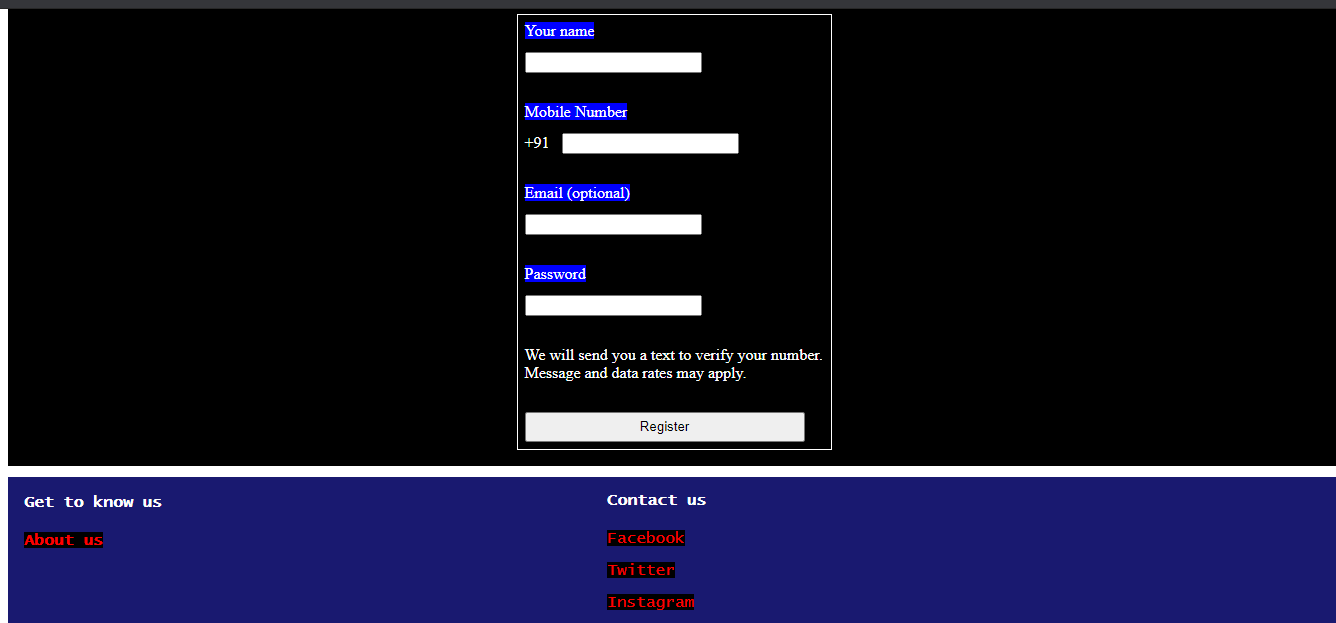 Your name
Mobile Number
+91
Email (optional)
Password
We will send you a text to verify your number.
Message and data rates may apply.
Register
Get to know us
About us
Contact us
Facebook
Twitter
Instagram